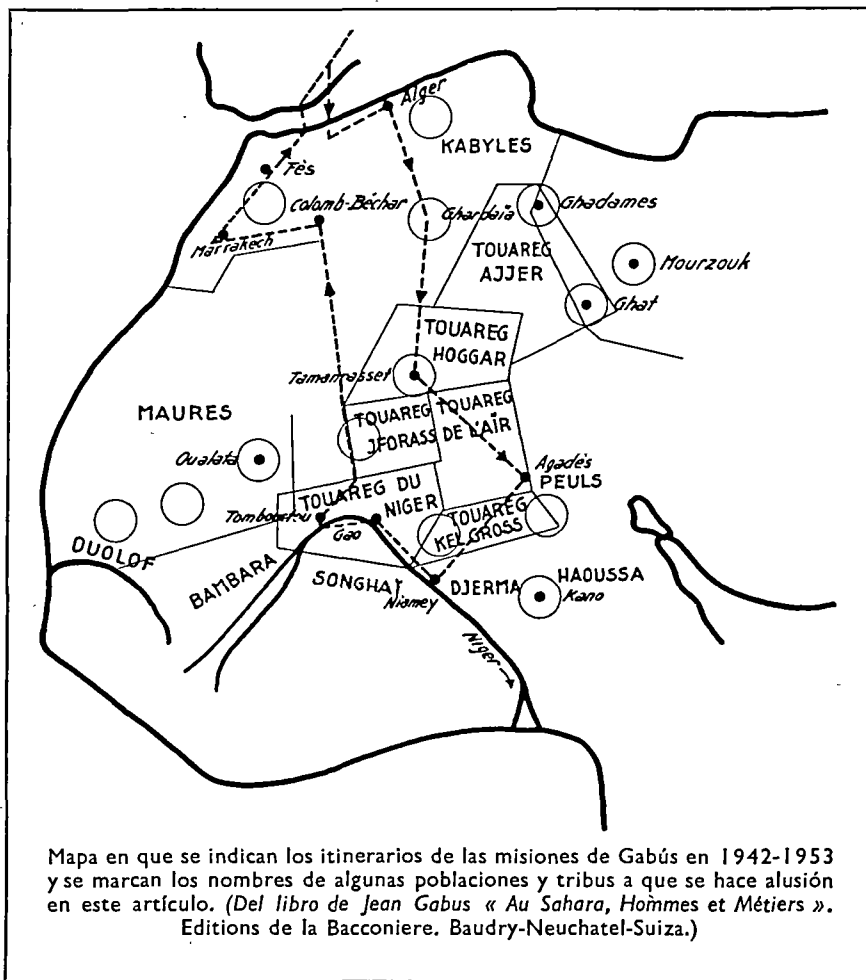 Alger
KABYLES
Fès
Colomb-Béchar
Ghardaïa
Ghadames
Marrakech
TOUAREG
AJJER
Mourzouk
Ghat
TOUAREG
HOGGAR
Tamanrasset
MAURES
TOUAREG
JFORASS
TOUAREG
DE L'AÏR
Oualata
Agadès
PEULS
TOUAREG DU
NIGER
Tombouctou
Gao
TOUAREG
KEL GROSS
OUOLOF
BAMBARA
SONGHAY
Niamey
DJERMA
HAOUSSA
Kano
Niger
Mapa en que se indican los itinerarios de las misiones de Gabús en 1942-1953
y se marcan los nombres de algunas poblaciones y tribus a que se hace alusión
en este artículo. (Del libro de Jean Gabus « Au Sahara, Hommes et Métiers ».
Editions de la Bacconiere. Baudry-Neuchatel-Suiza.)